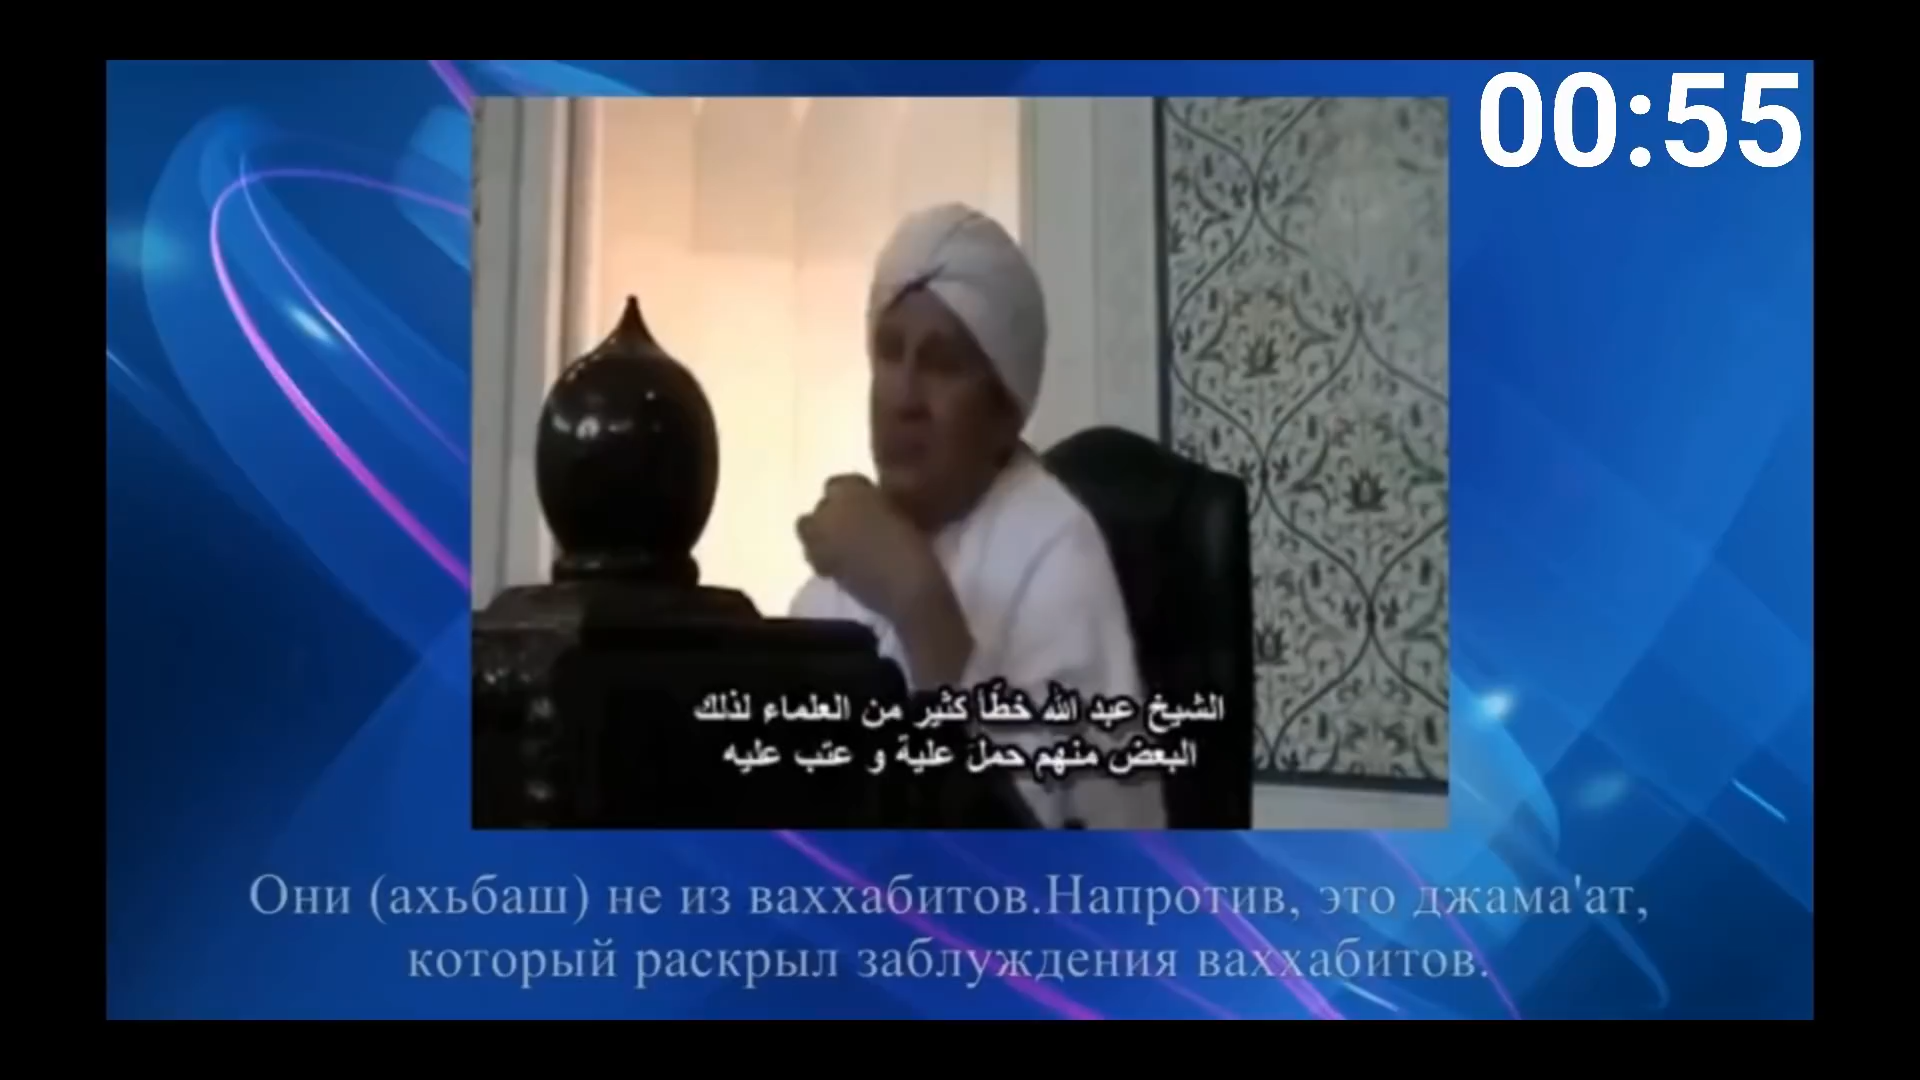 00:55
الشيخ عبد الله خطّأ كثير من العلماء لذلك
البعض منهم حمل علية و عتب عليه
Они (ахьбаш) не из ваххабитов.Напротив, это джама'ат,
который раскрыл заблуждения ваххабитов.